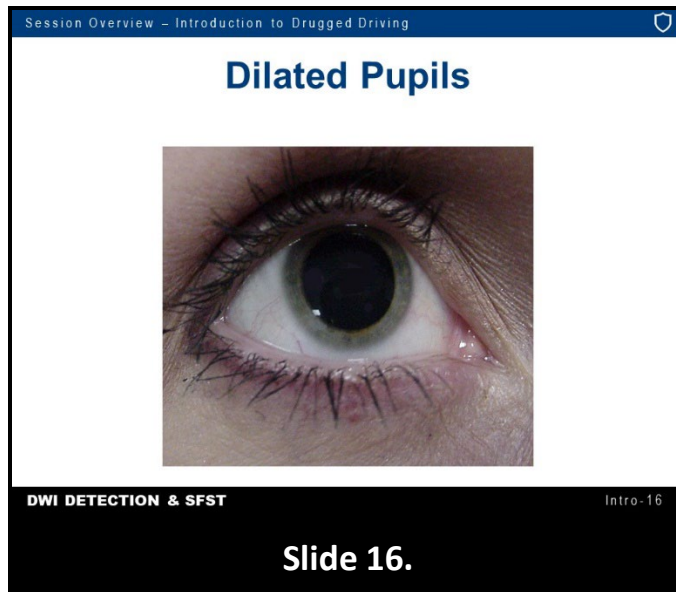 Session Overview – Introduction to Drugged Driving
Dilated Pupils
DWI DETECTION & SFST
Intro-16
Slide 16.